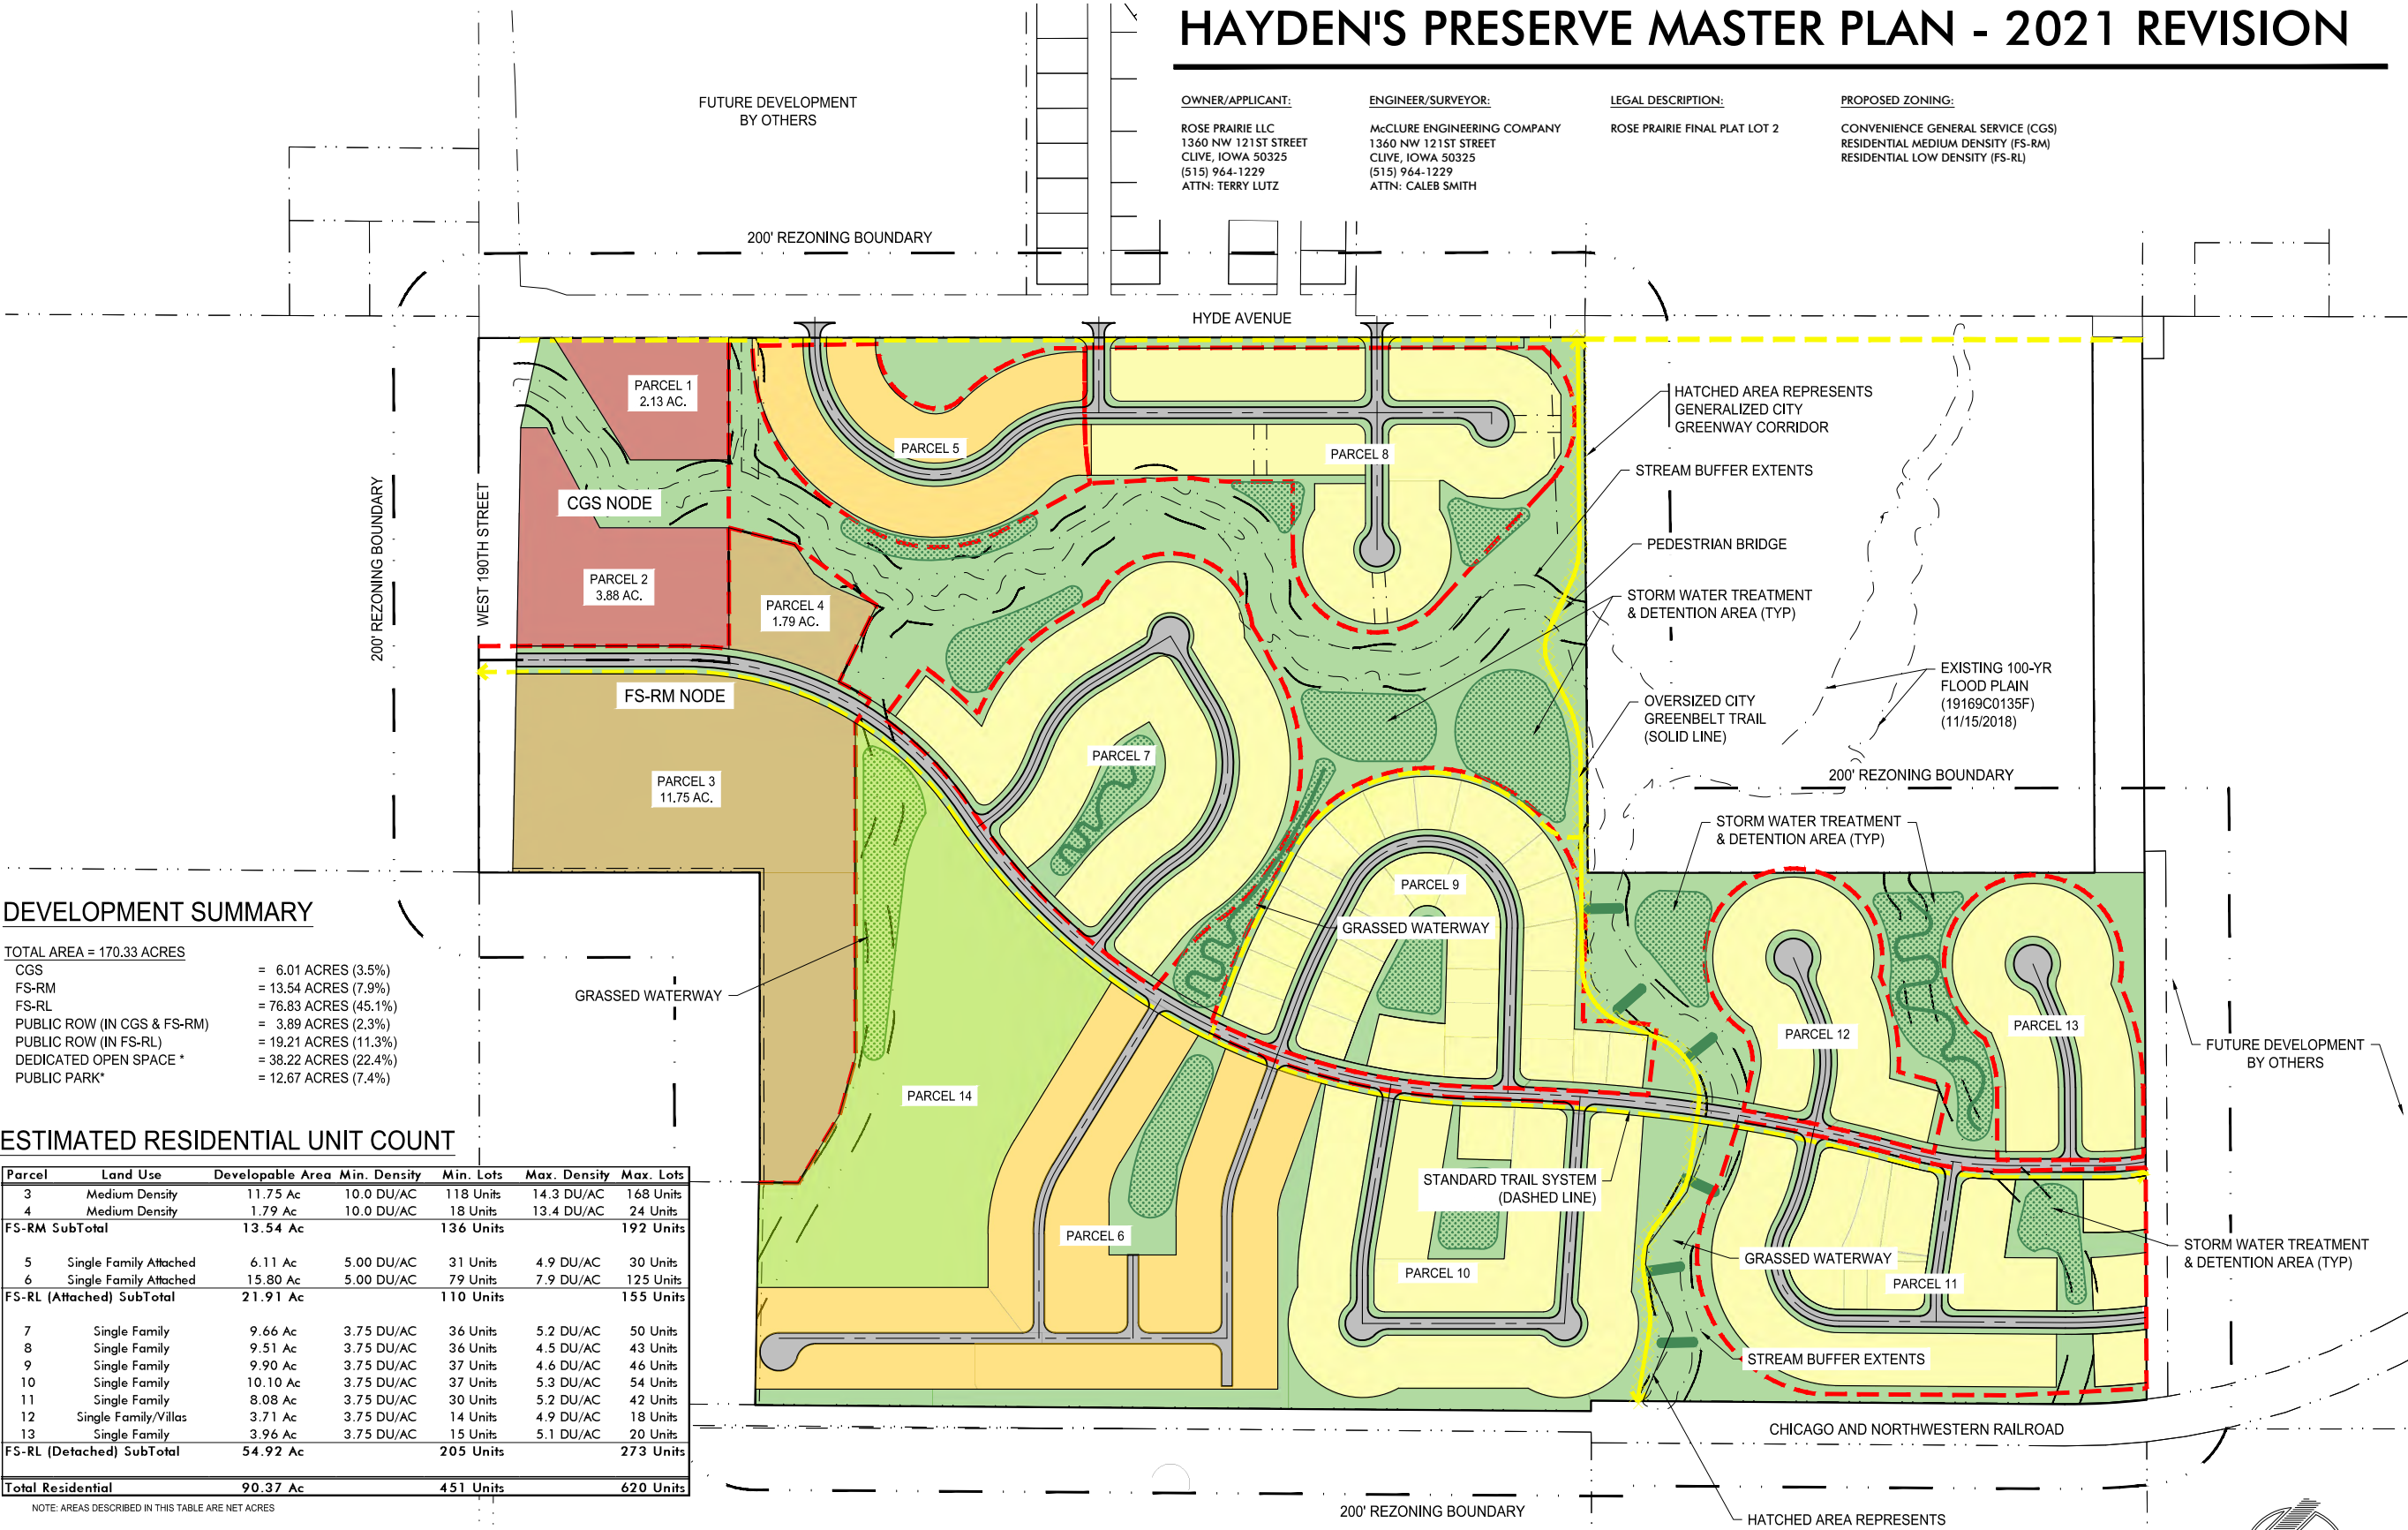 HAYDEN'S PRESERVE MASTER PLAN - 2021 REVISION
OWNER/APPLICANT:
ROSE PRAIRIE LLC
1360 NW 121ST STREET
CLIVE, IOWA 50325
(515) 964-1229
ATTN: TERRY LUTZ
ENGINEER/SURVEYOR:
McCLURE ENGINEERING COMPANY
1360 NW 121ST STREET
CLIVE, IOWA 50325
(515) 964-1229
ATTN: CALEB SMITH
LEGAL DESCRIPTION:
ROSE PRAIRIE FINAL PLAT LOT 2
PROPOSED ZONING:
CONVENIENCE GENERAL SERVICE (CGS)
RESIDENTIAL MEDIUM DENSITY (FS-RM)
RESIDENTIAL LOW DENSITY (FS-RL)
FUTURE DEVELOPMENT
BY OTHERS
200' REZONING BOUNDARY
HYDE AVENUE
200' REZONING BOUNDARY
WEST 190TH STREET
PARCEL 1
2.13 AC.
CGS NODE
PARCEL 2
3.88 AC.
PARCEL 4
1.79 AC.
FS-RM NODE
PARCEL 3
11.75 AC.
PARCEL 5
PARCEL 8
PARCEL 7
PARCEL 9
PARCEL 14
PARCEL 6
PARCEL 10
PARCEL 12
PARCEL 13
PARCEL 11
HATCHED AREA REPRESENTS
GENERALIZED CITY
GREENWAY CORRIDOR
STREAM BUFFER EXTENTS
PEDESTRIAN BRIDGE
STORM WATER TREATMENT
& DETENTION AREA (TYP)
OVERSIZED CITY
GREENBELT TRAIL
(SOLID LINE)
EXISTING 100-YR
FLOOD PLAIN
(19169C0135F)
(11/15/2018)
200' REZONING BOUNDARY
STORM WATER TREATMENT
& DETENTION AREA (TYP)
GRASSED WATERWAY
GRASSED WATERWAY
FUTURE DEVELOPMENT
BY OTHERS
STANDARD TRAIL SYSTEM
(DASHED LINE)
GRASSED WATERWAY
STORM WATER TREATMENT
& DETENTION AREA (TYP)
STREAM BUFFER EXTENTS
CHICAGO AND NORTHWESTERN RAILROAD
200' REZONING BOUNDARY
HATCHED AREA REPRESENTS
DEVELOPMENT SUMMARY
TOTAL AREA = 170.33 ACRES
CGS = 6.01 ACRES (3.5%)
FS-RM = 13.54 ACRES (7.9%)
FS-RL = 76.83 ACRES (45.1%)
PUBLIC ROW (IN CGS & FS-RM) = 3.89 ACRES (2.3%)
PUBLIC ROW (IN FS-RL) = 19.21 ACRES (11.3%)
DEDICATED OPEN SPACE * = 38.22 ACRES (22.4%)
PUBLIC PARK* = 12.67 ACRES (7.4%)
ESTIMATED RESIDENTIAL UNIT COUNT
Parcel Land Use Developable Area Min. Density Min. Lots Max. Density Max. Lots
3 Medium Density 11.75 Ac 10.0 DU/AC 118 Units 14.3 DU/AC 168 Units
4 Medium Density 1.79 Ac 10.0 DU/AC 18 Units 13.4 DU/AC 24 Units
FS-RM SubTotal 13.54 Ac 136 Units 192 Units
5 Single Family Attached 6.11 Ac 5.00 DU/AC 31 Units 4.9 DU/AC 30 Units
6 Single Family Attached 15.80 Ac 5.00 DU/AC 79 Units 7.9 DU/AC 125 Units
FS-RL (Attached) SubTotal 21.91 Ac 110 Units 155 Units
7 Single Family 9.66 Ac 3.75 DU/AC 36 Units 5.2 DU/AC 50 Units
8 Single Family 9.51 Ac 3.75 DU/AC 36 Units 4.5 DU/AC 43 Units
9 Single Family 9.90 Ac 3.75 DU/AC 37 Units 4.6 DU/AC 46 Units
10 Single Family 10.10 Ac 3.75 DU/AC 37 Units 5.3 DU/AC 54 Units
11 Single Family 8.08 Ac 3.75 DU/AC 30 Units 5.2 DU/AC 42 Units
12 Single Family/Villas 3.71 Ac 3.75 DU/AC 14 Units 4.9 DU/AC 18 Units
13 Single Family 3.96 Ac 3.75 DU/AC 15 Units 5.1 DU/AC 20 Units
FS-RL (Detached) SubTotal 54.92 Ac 205 Units 273 Units
Total Residential 90.37 Ac 451 Units 620 Units
NOTE: AREAS DESCRIBED IN THIS TABLE ARE NET ACRES